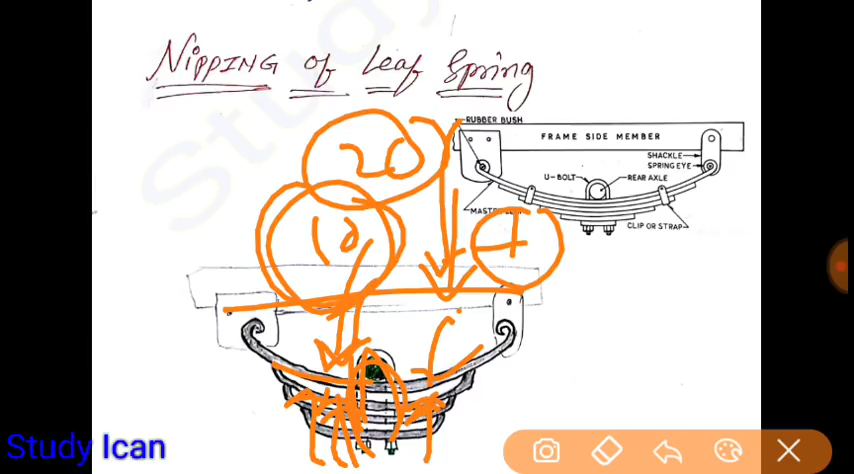 NIPPING of Leaf Spring
RUBBER BUSH
FRAME SIDE MEMBER
SHACKLE
SPRING EYE
U-BOLT
REAR AXLE
CLIP OR STRAP
20
Study Ican